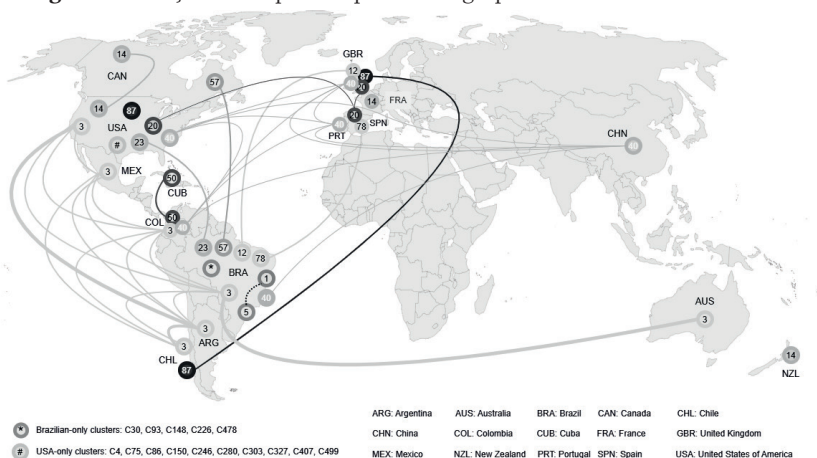 GBR
12
87
14
CAN
20
57
14
FRA
14
87
20
3
USA
20
40
78
SPN
PRT
CHN
40
#
23
40
3
MEX
50
CUB
50
COL
3
40
23
57
12
78
BRA
*
1
3
40
5
AUS
3
3
ARG
3
CHL
87
14
NZL
ARG: Argentina AUS: Australia BRA: Brazil CAN: Canada CHL: Chile
* Brazilian-only clusters: C30, C93, C148, C226, C478
CHN: China COL: Colombia CUB: Cuba FRA: France GBR: United Kingdom
# USA-only clusters: C4, C75, C86, C150, C246, C280, C303, C327, C407, C499
MEX: Mexico NZL: New Zealand PRT: Portugal SPN: Spain USA: United States of America